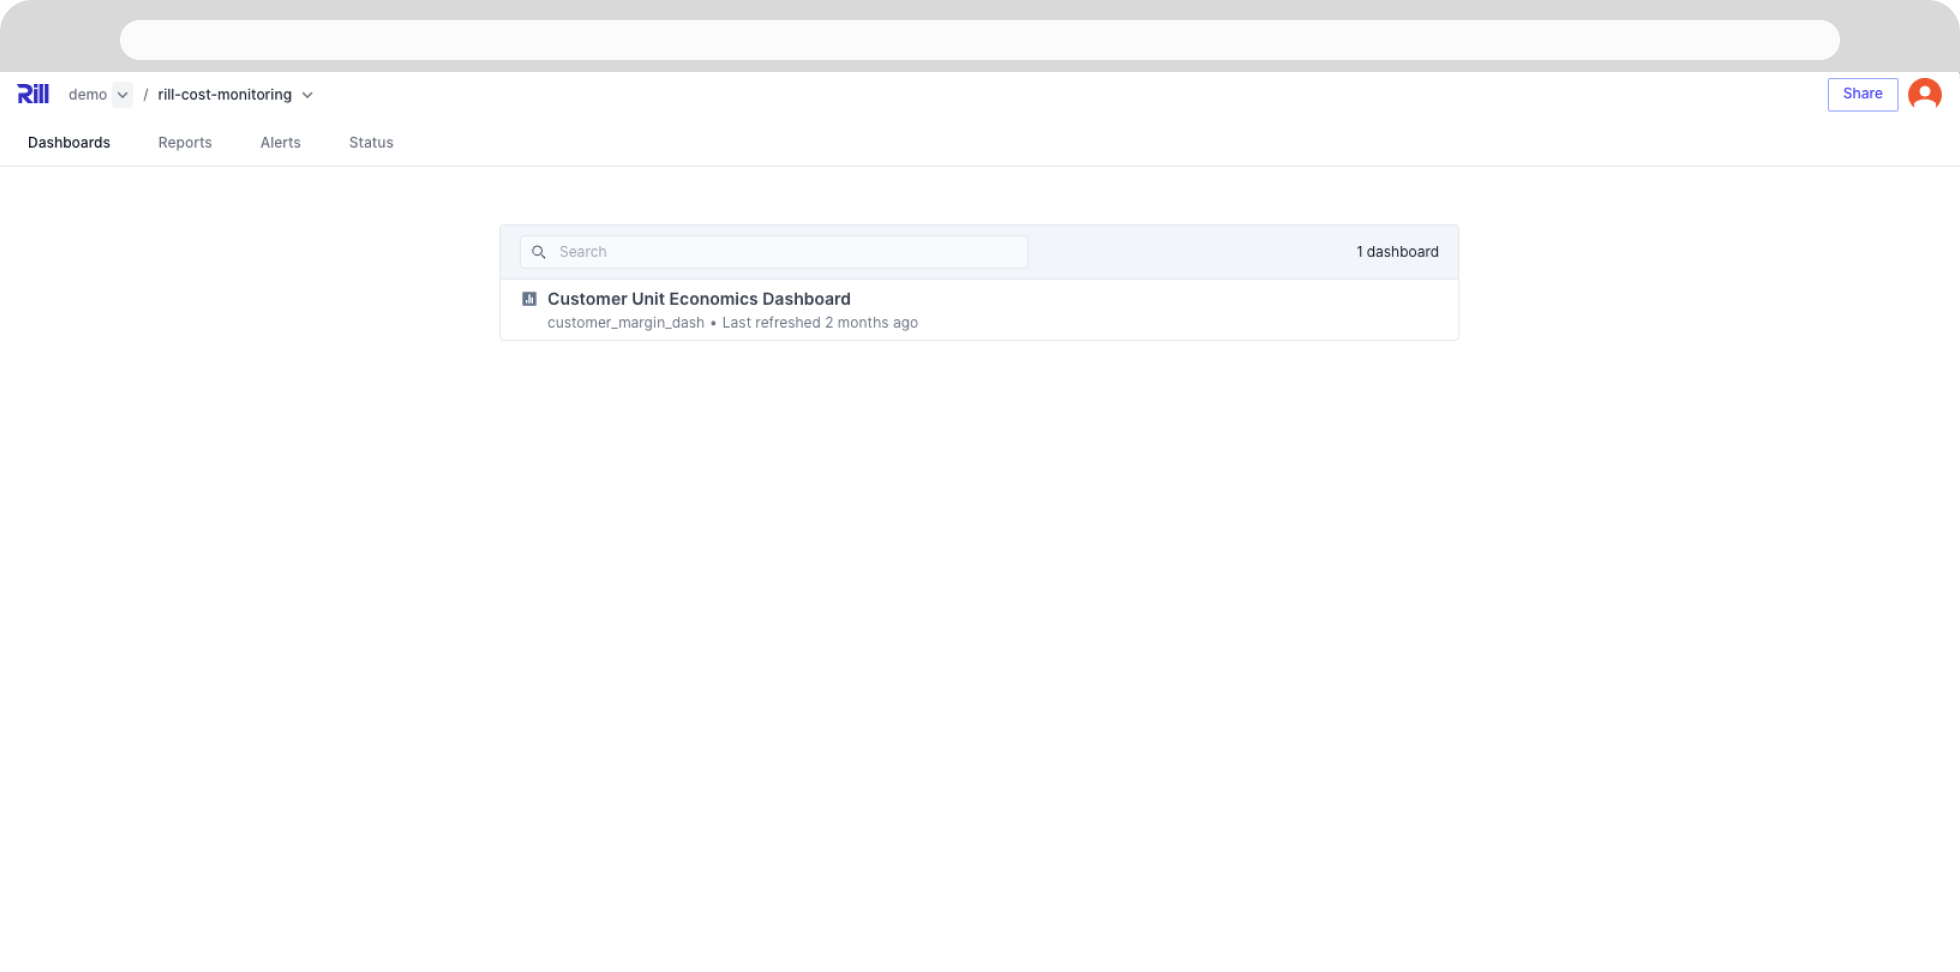 Rill demo / rill-cost-monitoring Share
Dashboards Reports Alerts Status
Search 1 dashboard
Customer Unit Economics Dashboard
customer_margin_dash • Last refreshed 2 months ago